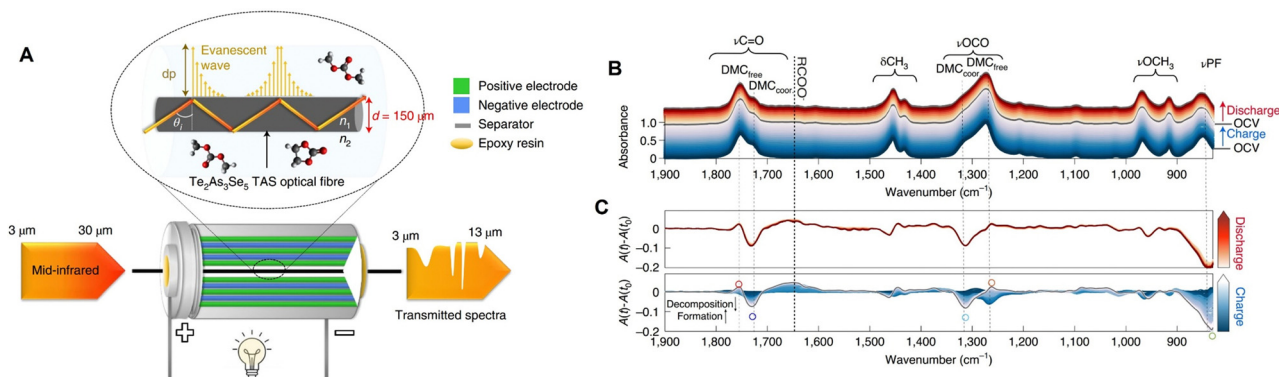 A
dp
Evanescent
wave
θi
n1
n2
d = 150 μm
Te2As3Se5 TAS optical fibre
Positive electrode
Negative electrode
Separator
Epoxy resin
3 μm
30 μm
Mid-infrared
3 μm
13 μm
Transmitted spectra
+
−
B
νC=O
DMCfree
DMCcoor.
RCOO-
δCH3
νOCO
DMCcoor.
DMCfree
νOCH3
νPF
Absorbance
1.0
0.5
0
Discharge
OCV
Charge
OCV
1,900 1,800 1,700 1,600 1,500 1,400 1,300 1,200 1,100 1,000 900
Wavenumber (cm−1)
C
A(t)-A(t0)
0
−0.1
−0.2
Discharge
A(t)-A(t0)
0
−0.1
−0.2
Decomposition
Formation
Charge
1,900 1,800 1,700 1,600 1,500 1,400 1,300 1,200 1,100 1,000 900
Wavenumber (cm−1)